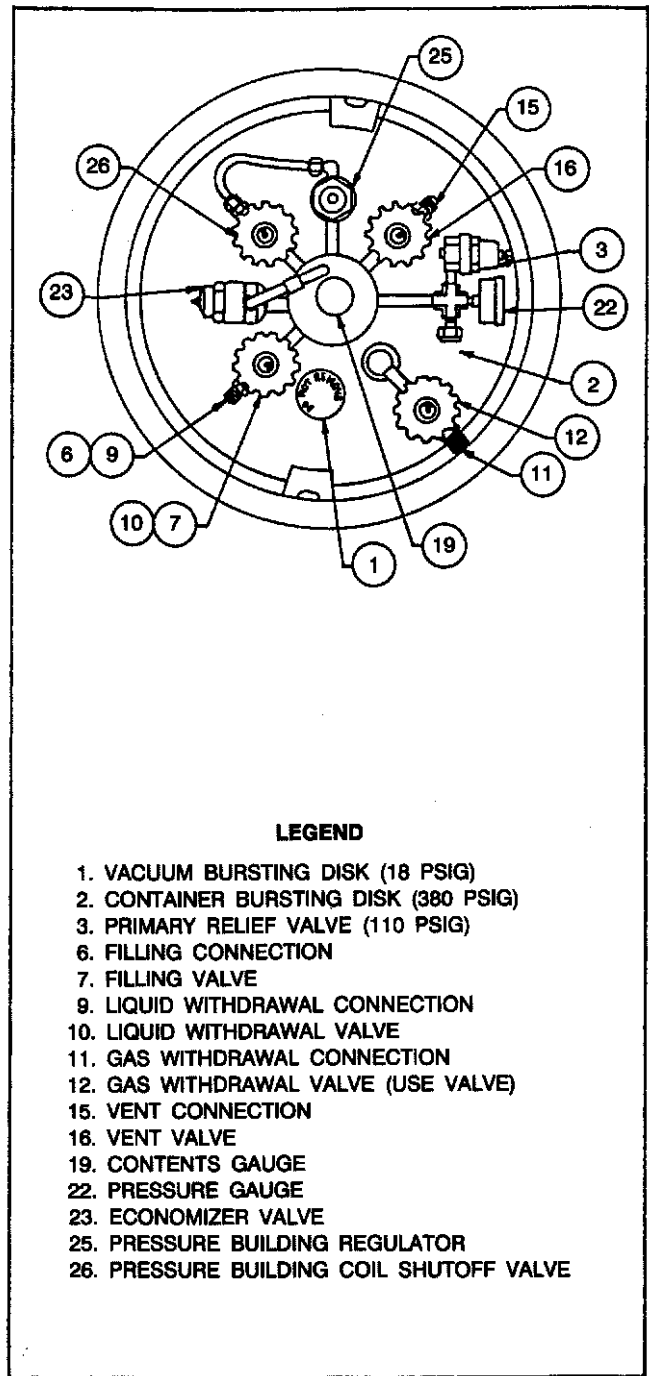 25
15
26
16
3
23
22
2
DO NOT REMOVE
12
6 9
11
10 7
19
1
LEGEND
1. VACUUM BURSTING DISK (18 PSIG)
2. CONTAINER BURSTING DISK (380 PSIG)
3. PRIMARY RELIEF VALVE (110 PSIG)
6. FILLING CONNECTION
7. FILLING VALVE
9. LIQUID WITHDRAWAL CONNECTION
10. LIQUID WITHDRAWAL VALVE
11. GAS WITHDRAWAL CONNECTION
12. GAS WITHDRAWAL VALVE (USE VALVE)
15. VENT CONNECTION
16. VENT VALVE
19. CONTENTS GAUGE
22. PRESSURE GAUGE
23. ECONOMIZER VALVE
25. PRESSURE BUILDING REGULATOR
26. PRESSURE BUILDING COIL SHUTOFF VALVE